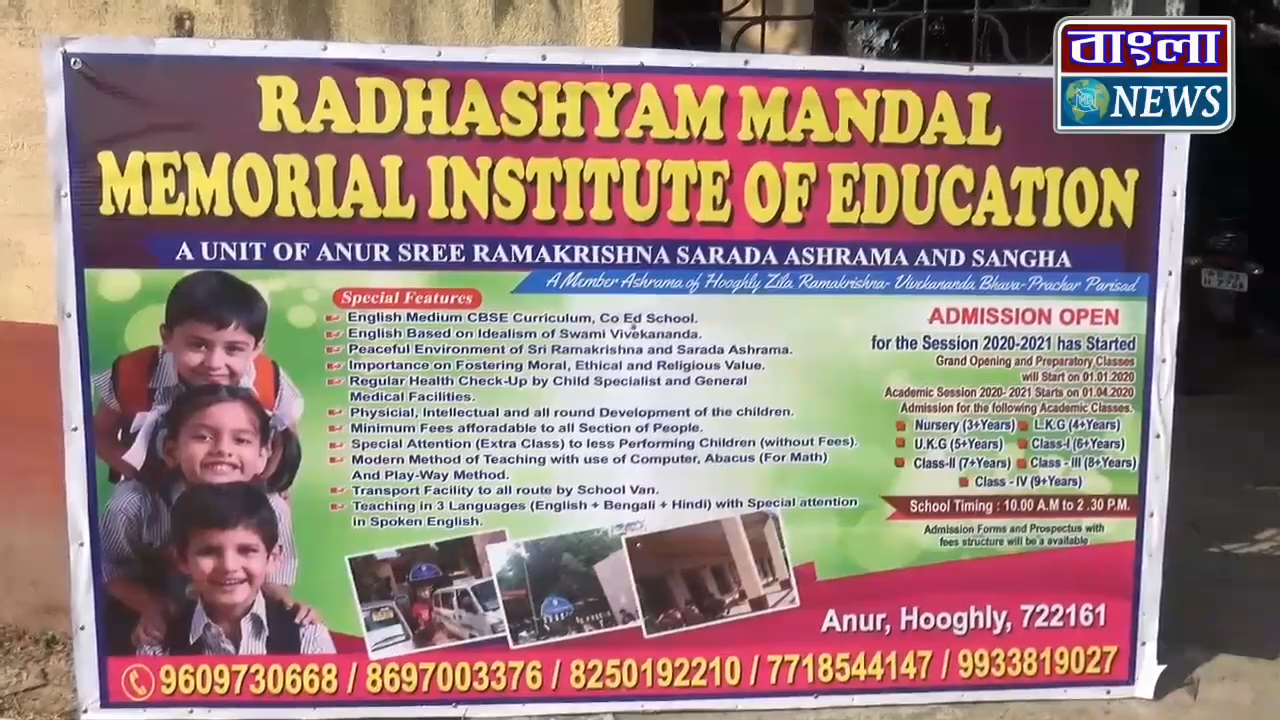 বাংলা
NEWS
RADHASHYAM MANDAL
MEMORIAL INSTITUTE OF EDUCATION
A UNIT OF ANUR SREE RAMAKRISHNA SARADA ASHRAMA AND SANGHA
A Member Ashrama of Hooghly Zila Ramakrishna- Vivekananda Bhava-Prachar Parisad
Special Features
English Medium CBSE Curriculum, Co Ed School.
English Based on Idealism of Swami Vivekananda.
Peaceful Environment of Sri Ramakrishna and Sarada Ashrama.
Importance on Fostering Moral, Ethical and Religious Value.
Regular Health Check-Up by Child Specialist and General
Medical Facilities.
Physicial, Intellectual and all round Development of the children.
Minimum Fees afforadable to all Section of People.
Special Attention (Extra Class) to less Performing Children (without Fees).
Modern Method of Teaching with use of Computer, Abacus (For Math)
And Play-Way Method.
Transport Facility to all route by School Van.
Teaching in 3 Languages (English + Bengali + Hindi) with Special attention
in Spoken English.
ADMISSION OPEN
for the Session 2020-2021 has Started
Grand Opening and Preparatory Classes
will Start on 01.01.2020
Academic Session 2020- 2021 Starts on 01.04.2020
Admission for the following Academic Classes.
Nursery (3+Years) L.K.G (4+Years)
U.K.G (5+Years) Class-I (6+Years)
Class-II (7+Years) Class - III (8+Years)
Class - IV (9+Years)
School Timing : 10.00 A.M to 2 .30 P.M.
Admission Forms and Prospectus with
fees structure will be a available
Anur, Hooghly, 722161
9609730668 / 8697003376 / 8250192210 / 7718544147 / 9933819027